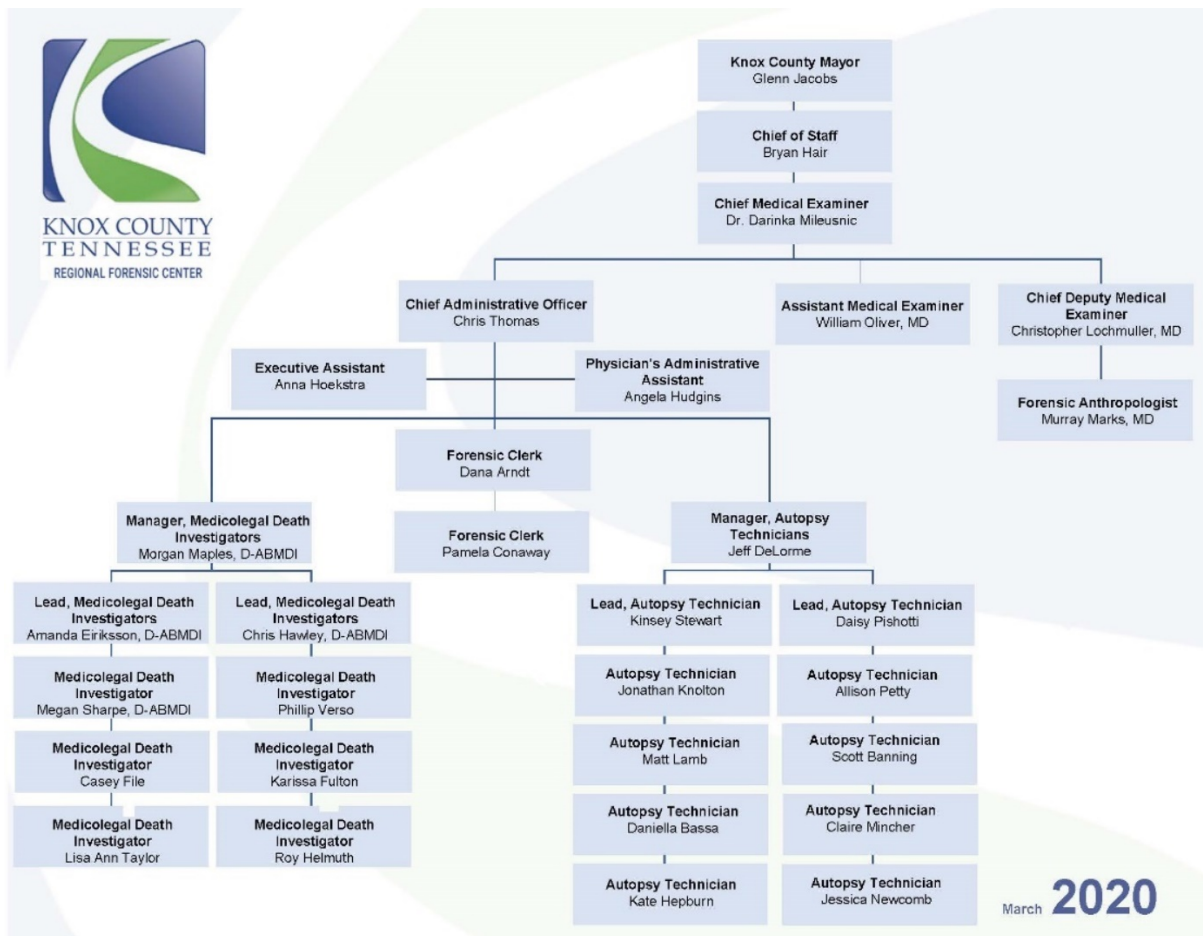 KNOX COUNTY
TENNESSEE
REGIONAL FORENSIC CENTER
Knox County Mayor
Glenn Jacobs
Chief of Staff
Bryan Hair
Chief Medical Examiner
Dr. Darinka Mileusnic
Chief Administrative Officer
Chris Thomas
Assistant Medical Examiner
William Oliver, MD
Chief Deputy Medical
Examiner
Christopher Lochmuller, MD
Executive Assistant
Anna Hoekstra
Physician's Administrative
Assistant
Angela Hudgins
Forensic Anthropologist
Murray Marks, MD
Forensic Clerk
Dana Arndt
Forensic Clerk
Pamela Conaway
Manager, Medicolegal Death
Investigators
Morgan Maples, D-ABMDI
Manager, Autopsy
Technicians
Jeff DeLorme
Lead, Medicolegal Death
Investigators
Amanda Eiriksson, D-ABMDI
Medicolegal Death
Investigator
Megan Sharpe, D-ABMDI
Medicolegal Death
Investigator
Casey File
Medicolegal Death
Investigator
Lisa Ann Taylor
Lead, Medicolegal Death
Investigators
Chris Hawley, D-ABMDI
Medicolegal Death
Investigator
Phillip Verso
Medicolegal Death
Investigator
Karissa Fulton
Medicolegal Death
Investigator
Roy Helmuth
Lead, Autopsy Technician
Kinsey Stewart
Autopsy Technician
Jonathan Knolton
Autopsy Technician
Matt Lamb
Autopsy Technician
Daniella Bassa
Autopsy Technician
Kate Hepburn
Lead, Autopsy Technician
Daisy Pishotti
Autopsy Technician
Allison Petty
Autopsy Technician
Scott Banning
Autopsy Technician
Claire Mincher
Autopsy Technician
Jessica Newcomb
March 2020